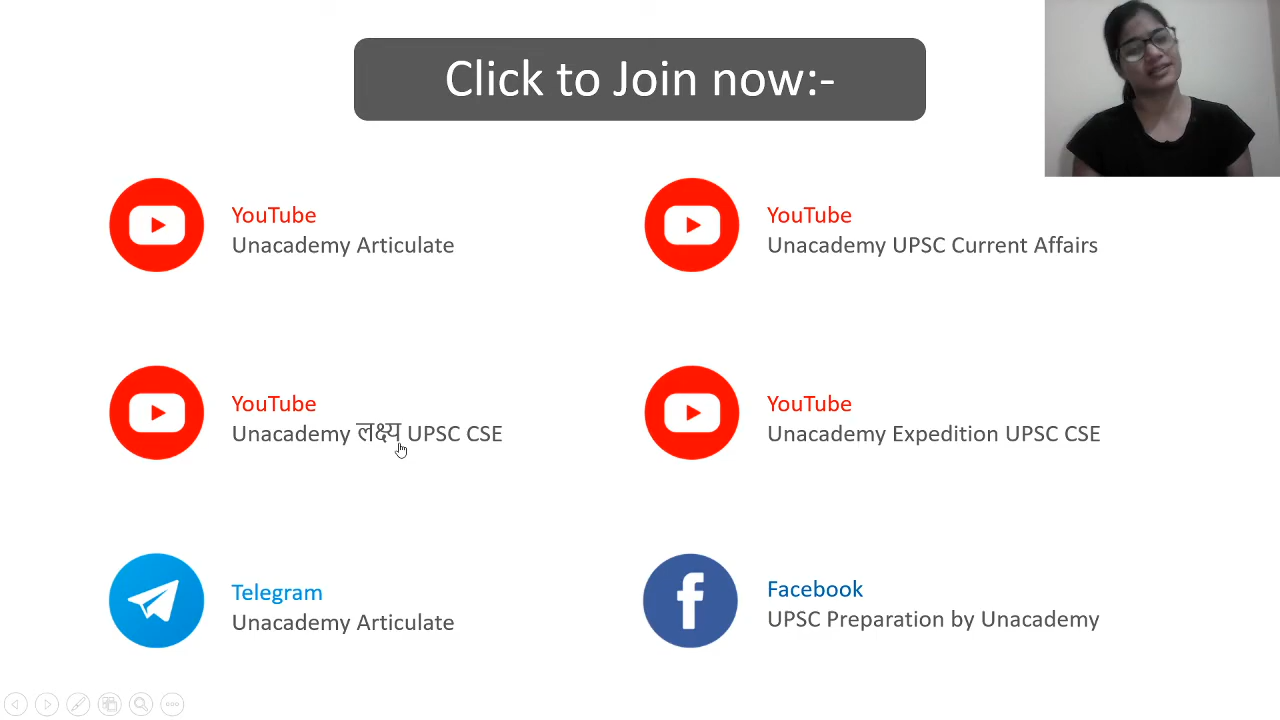 Click to Join now:-
YouTube
Unacademy Articulate
YouTube
Unacademy UPSC Current Affairs
YouTube
Unacademy लक्ष्य UPSC CSE
YouTube
Unacademy Expedition UPSC CSE
Telegram
Unacademy Articulate
Facebook
UPSC Preparation by Unacademy